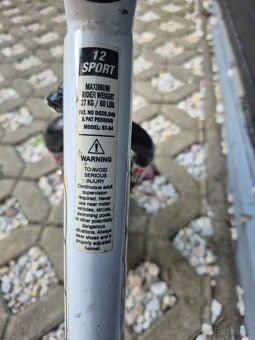 12
SPORT
MAXIMUM
RIDER WEIGHT
27 KG / 60 LBS
PAT. NO D629,049
& PAT PENDING
MODEL: ST-S4
WARNING
TO AVOID
SERIOUS
INJURY
Continuous adult
supervision
required. Never
use near motor
vehicles, streets,
swimming pools,
or other potentially
dangerous
situations. Always
wear shoes and a
properly adjusted
helmet.